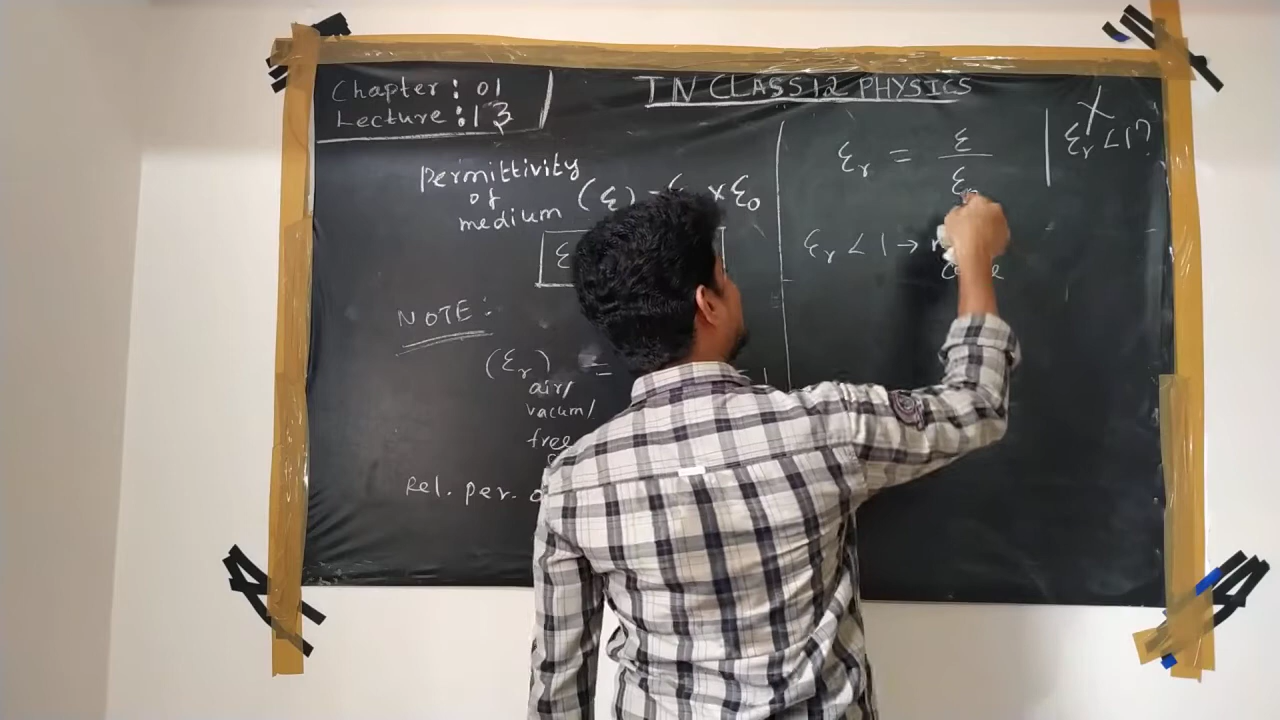 Chapter: 01
Lecture: 13
TN CLASS 12 PHYSICS
Permittivity
of
medium (ε) = × ε₀
NOTE:
(εᵣ) =
air/
vacum/
free
Rel. per.
εᵣ = ε
ε
εᵣ < 1 →
εᵣ < 1?
X